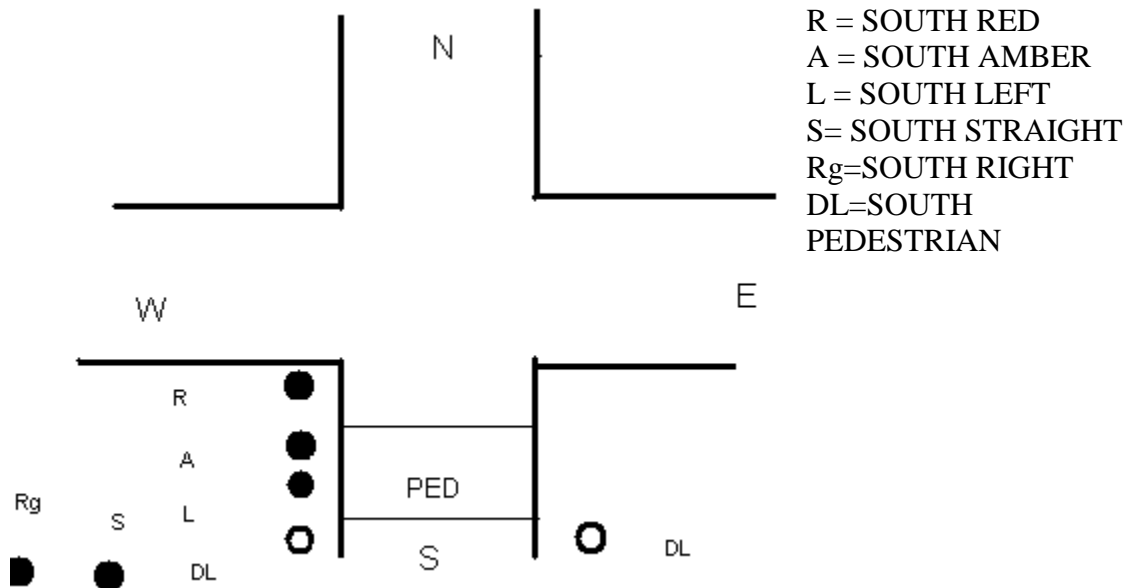 R = SOUTH RED
A = SOUTH AMBER
L = SOUTH LEFT
S= SOUTH STRAIGHT
Rg=SOUTH RIGHT
DL=SOUTH
PEDESTRIAN
N
W
E
R
A
PED
Rg
S
L
S
DL
DL